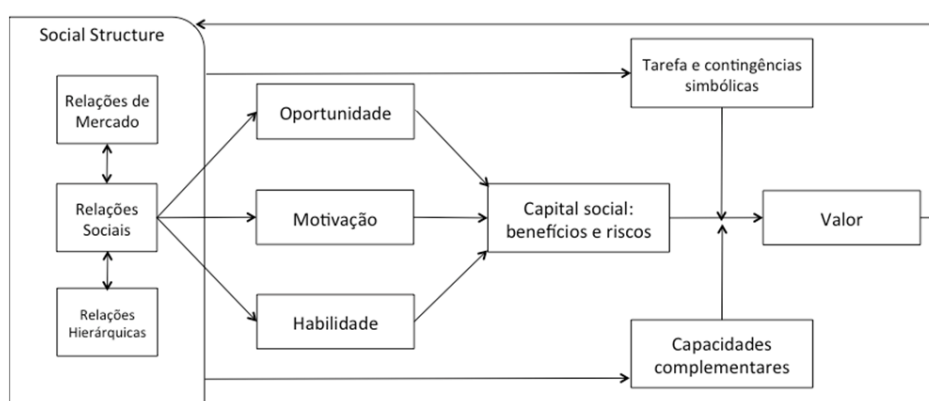 Social Structure
Relações de
Mercado
Relações
Sociais
Relações
Hierárquicas
Oportunidade
Motivação
Habilidade
Capital social:
benefícios e riscos
Tarefa e contingências
simbólicas
Valor
Capacidades
complementares